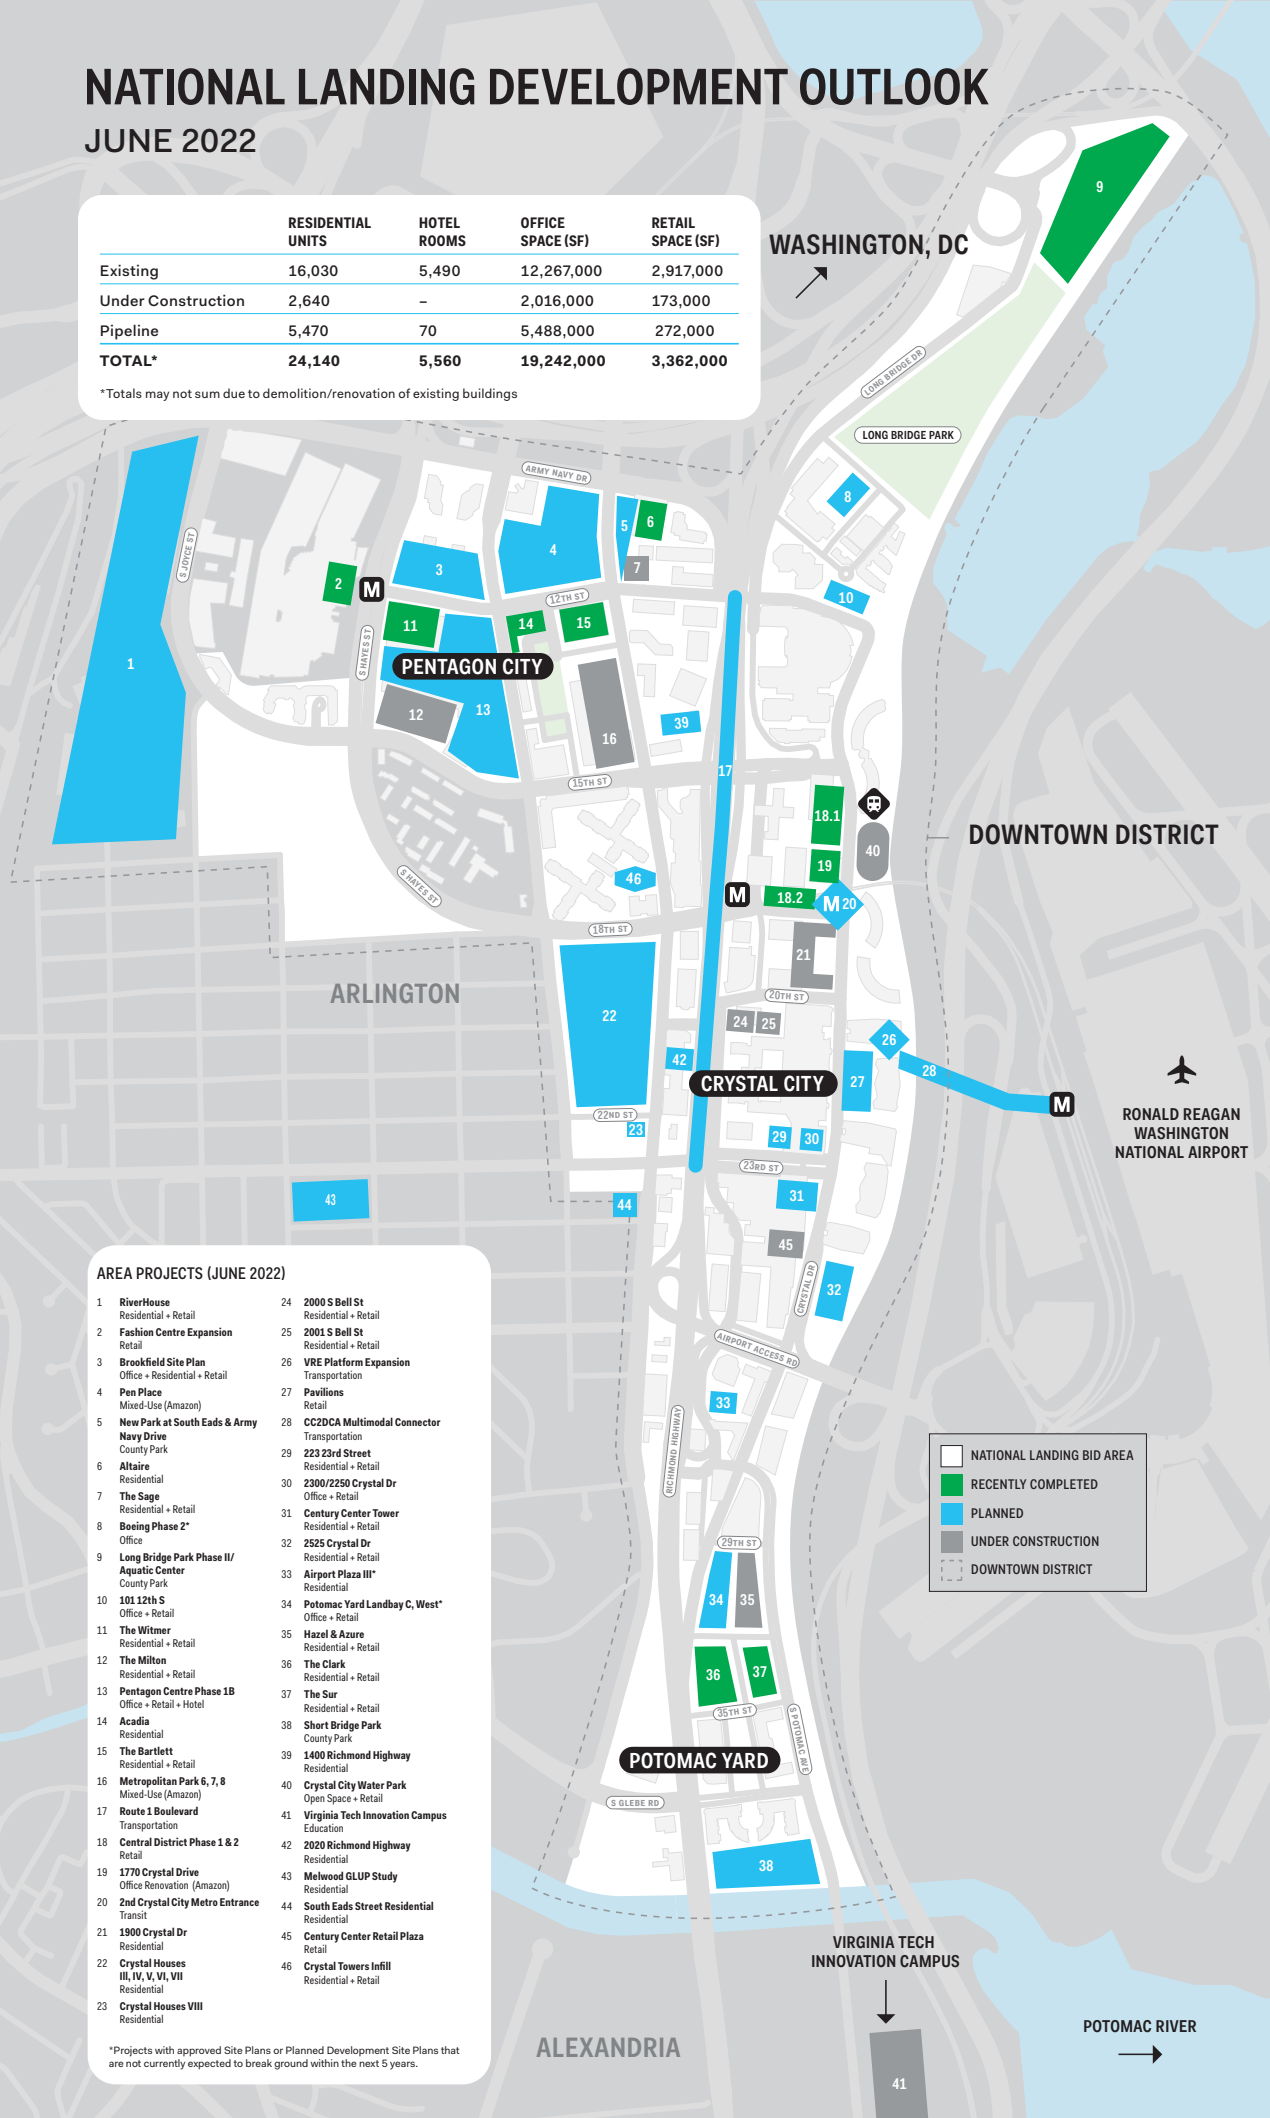 NATIONAL LANDING DEVELOPMENT OUTLOOK
JUNE 2022
RESIDENTIAL UNITS HOTEL ROOMS OFFICE SPACE (SF) RETAIL SPACE (SF)
Existing 16,030 5,490 12,267,000 2,917,000
Under Construction 2,640 – 2,016,000 173,000
Pipeline 5,470 70 5,488,000 272,000
TOTAL* 24,140 5,560 19,242,000 3,362,000
*Totals may not sum due to demolition/renovation of existing buildings
WASHINGTON, DC
9
LONG BRIDGE DR
LONG BRIDGE PARK
ARMY NAVY DR
8
5
6
4
7
3
2
M
S JOYCE ST
12TH ST
10
11
14
15
1
S HAYES ST
PENTAGON CITY
12
13
16
39
17
15TH ST
18.1
40
19
DOWNTOWN DISTRICT
46
S HAYES ST
M
18.2
M 20
18TH ST
21
ARLINGTON
20TH ST
22
24
25
26
42
28
CRYSTAL CITY
27
M
RONALD REAGAN
WASHINGTON
NATIONAL AIRPORT
22ND ST
23
29
30
23RD ST
43
44
31
45
CRYSTAL DR
32
AIRPORT ACCESS RD
33
RICHMOND HIGHWAY
NATIONAL LANDING BID AREA
RECENTLY COMPLETED
PLANNED
UNDER CONSTRUCTION
DOWNTOWN DISTRICT
29TH ST
34
35
36
37
35TH ST
S POTOMAC AVE
POTOMAC YARD
S GLEBE RD
38
VIRGINIA TECH
INNOVATION CAMPUS
41
ALEXANDRIA
POTOMAC RIVER
AREA PROJECTS (JUNE 2022)
1 RiverHouse
Residential + Retail
2 Fashion Centre Expansion
Retail
3 Brookfield Site Plan
Office + Residential + Retail
4 Pen Place
Mixed-Use (Amazon)
5 New Park at South Eads & Army
Navy Drive
County Park
6 Altaire
Residential
7 The Sage
Residential + Retail
8 Boeing Phase 2*
Office
9 Long Bridge Park Phase II/
Aquatic Center
County Park
10 101 12th S
Office + Retail
11 The Witmer
Residential + Retail
12 The Milton
Residential + Retail
13 Pentagon Centre Phase 1B
Office + Retail + Hotel
14 Acadia
Residential
15 The Bartlett
Residential + Retail
16 Metropolitan Park 6, 7, 8
Mixed-Use (Amazon)
17 Route 1 Boulevard
Transportation
18 Central District Phase 1 & 2
Retail
19 1770 Crystal Drive
Office Renovation (Amazon)
20 2nd Crystal City Metro Entrance
Transit
21 1900 Crystal Dr
Residential
22 Crystal Houses
III, IV, V, VI, VII
Residential
23 Crystal Houses VIII
Residential
24 2000 S Bell St
Residential + Retail
25 2001 S Bell St
Residential + Retail
26 VRE Platform Expansion
Transportation
27 Pavilions
Retail
28 CC2DCA Multimodal Connector
Transportation
29 223 23rd Street
Residential + Retail
30 2300/2250 Crystal Dr
Office + Retail
31 Century Center Tower
Residential + Retail
32 2525 Crystal Dr
Residential + Retail
33 Airport Plaza III*
Residential
34 Potomac Yard Landbay C, West*
Office + Retail
35 Hazel & Azure
Residential + Retail
36 The Clark
Residential + Retail
37 The Sur
Residential + Retail
38 Short Bridge Park
County Park
39 1400 Richmond Highway
Residential
40 Crystal City Water Park
Open Space + Retail
41 Virginia Tech Innovation Campus
Education
42 2020 Richmond Highway
Residential
43 Melwood GLUP Study
Residential
44 South Eads Street Residential
Residential
45 Century Center Retail Plaza
Retail
46 Crystal Towers Infill
Residential + Retail
*Projects with approved Site Plans or Planned Development Site Plans that
are not currently expected to break ground within the next 5 years.